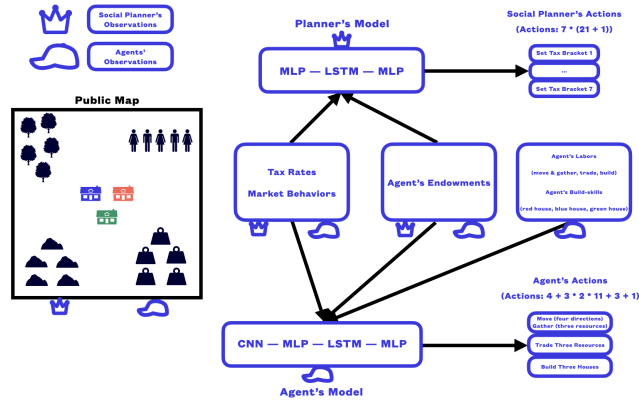 Social Planner's
Observations
Agents'
Observations
Public Map
Planner's Model
MLP — LSTM — MLP
Social Planner's Actions
(Actions: 7 * (21 + 1))
Set Tax Bracket 1
...
Set Tax Bracket 7
Tax Rates
Market Behaviors
Agent's Endowments
Agent's Labors
(move & gather, trade, build)
Agent's Build-skills
(red house, blue house, green house)
CNN — MLP — LSTM — MLP
Agent's Model
Agent's Actions
(Actions: 4 + 3 * 2 * 11 + 3 + 1)
Move (four directions)
Gather (three resources)
Trade Three Resources
Build Three Houses